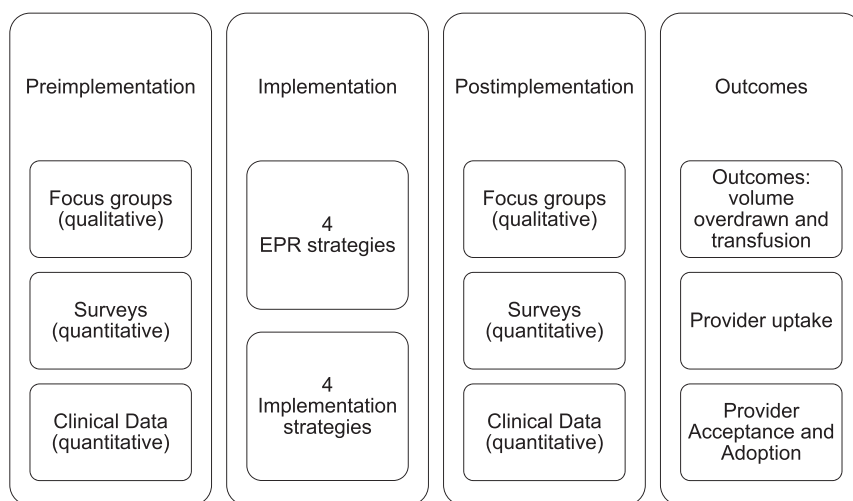 Preimplementation
Focus groups
(qualitative)
Surveys
(quantitative)
Clinical Data
(quantitative)
Implementation
4
EPR strategies
4
Implementation
strategies
Postimplementation
Focus groups
(qualitative)
Surveys
(quantitative)
Clinical Data
(quantitative)
Outcomes
Outcomes:
volume
overdrawn and
transfusion
Provider uptake
Provider
Acceptance and
Adoption